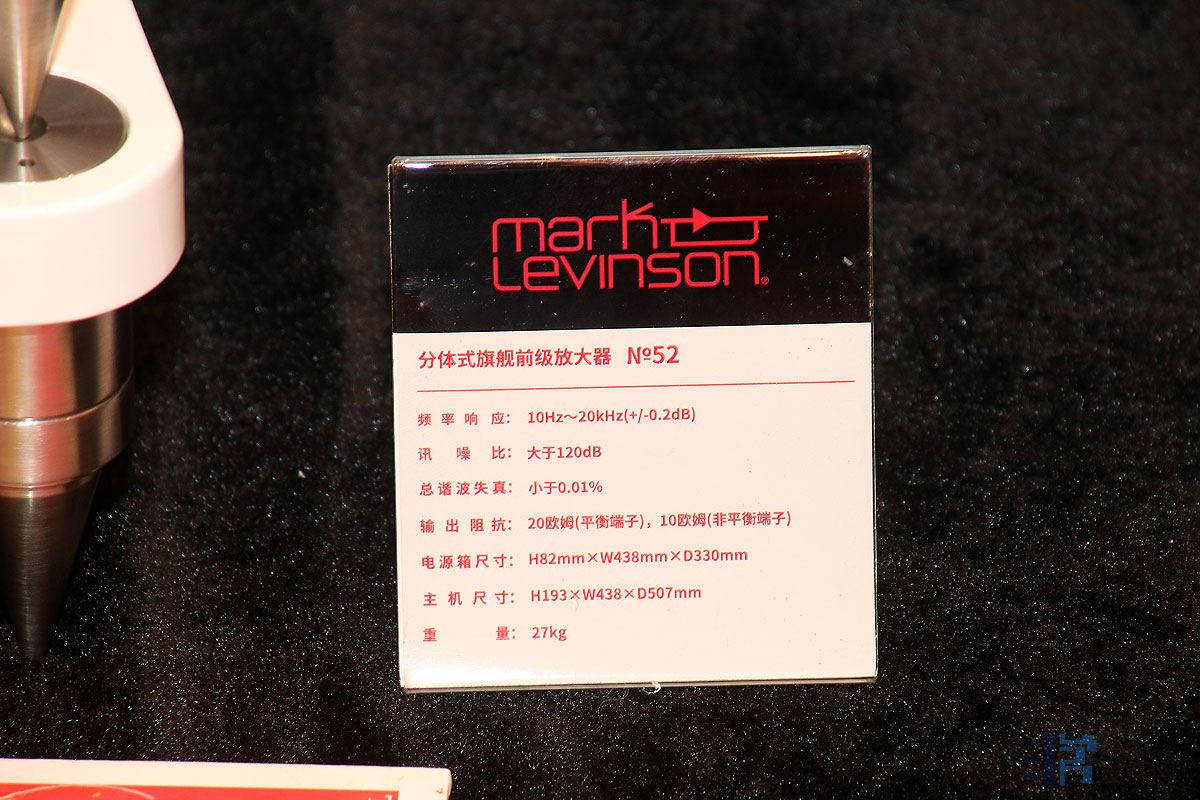 mark
Levinson®
分体式旗舰前级放大器 №52
频率响应：10Hz～20kHz(+/-0.2dB)
讯噪比：大于120dB
总谐波失真：小于0.01%
输出阻抗：20欧姆(平衡端子)，10欧姆(非平衡端子)
电源箱尺寸：H82mm×W438mm×D330mm
主机尺寸：H193×W438×D507mm
重量：27kg